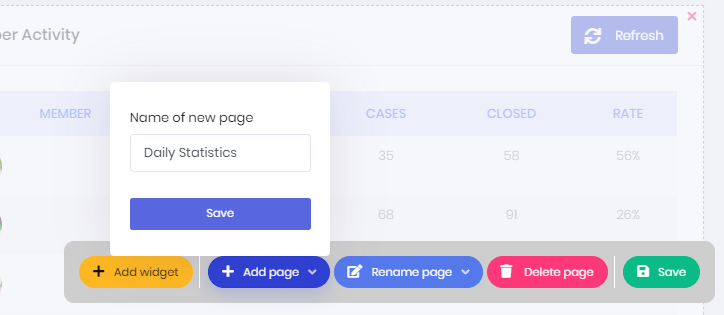 per Activity
Refresh
MEMBER
CASES
CLOSED
RATE
Name of new page
Daily Statistics
Save
35
58
56%
68
91
26%
Add widget
Add page
Rename page
Delete page
Save